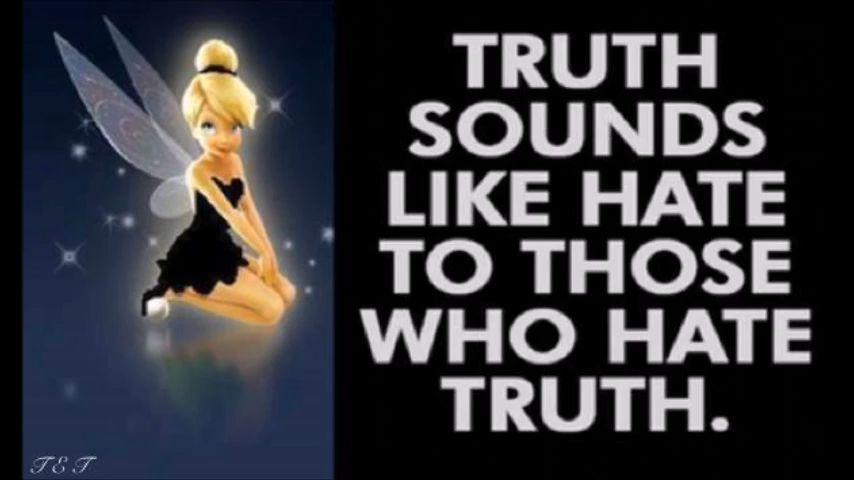 TRUTH
SOUNDS
LIKE HATE
TO THOSE
WHO HATE
TRUTH.
T&T